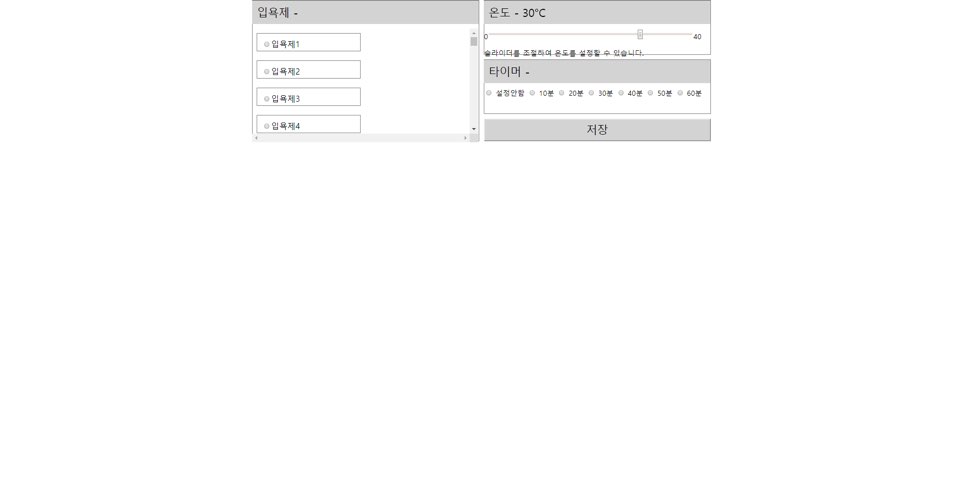 입욕제 -
입욕제1
입욕제2
입욕제3
입욕제4
온도 - 30℃
0 40
슬라이더를 조절하여 온도를 설정할 수 있습니다.
타이머 -
설정안함 10분 20분 30분 40분 50분 60분
저장